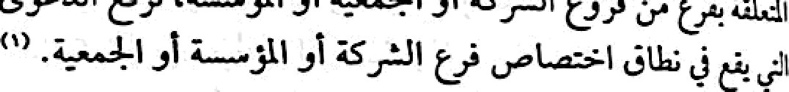 المتعلقة بفرع من فروع الشركة أو الجمعية أو المؤسسة، ترفع الدعوى
التي يقع في نطاق اختصاص فرع الشركة أو المؤسسة أو الجمعية. (١)